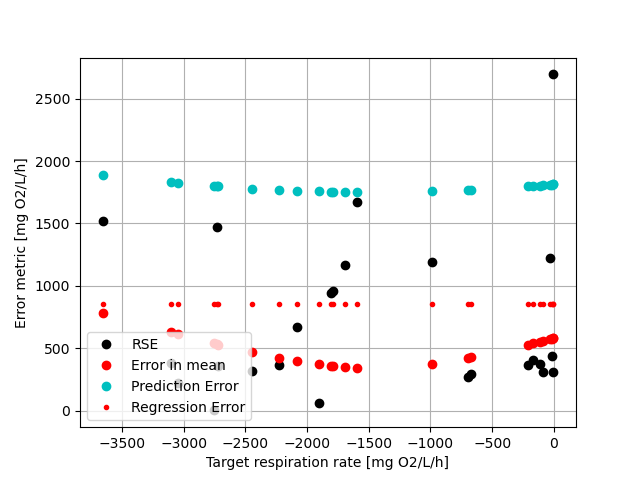 2500
2000
1500
1000
500
0
Error metric [mg O2/L/h]
RSE
Error in mean
Prediction Error
Regression Error
−3500 −3000 −2500 −2000 −1500 −1000 −500 0
Target respiration rate [mg O2/L/h]